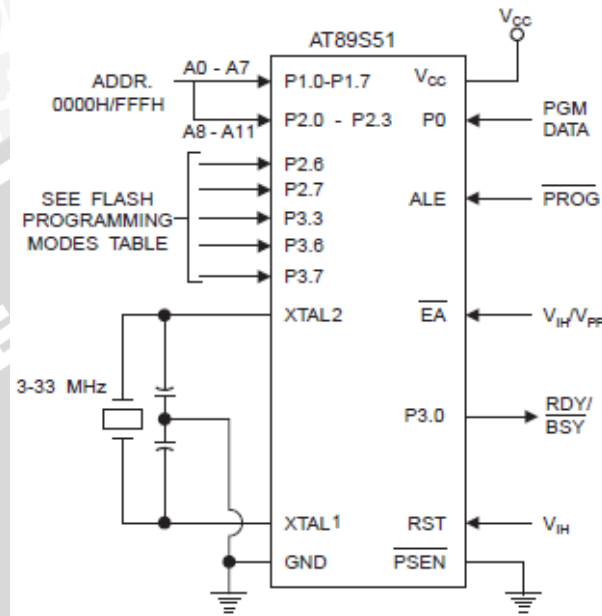 VCC
AT89S51
A0 - A7
ADDR.
0000H/FFFH
P1.0-P1.7
VCC
A8 - A11
P2.0 - P2.3
P0
PGM
DATA
P2.6
P2.7
ALE
PROG
SEE FLASH
PROGRAMMING
MODES TABLE
P3.3
P3.6
P3.7
XTAL2
EA
VIH/VPP
3-33 MHz
P3.0
RDY/
BSY
XTAL1
RST
VIH
GND
PSEN